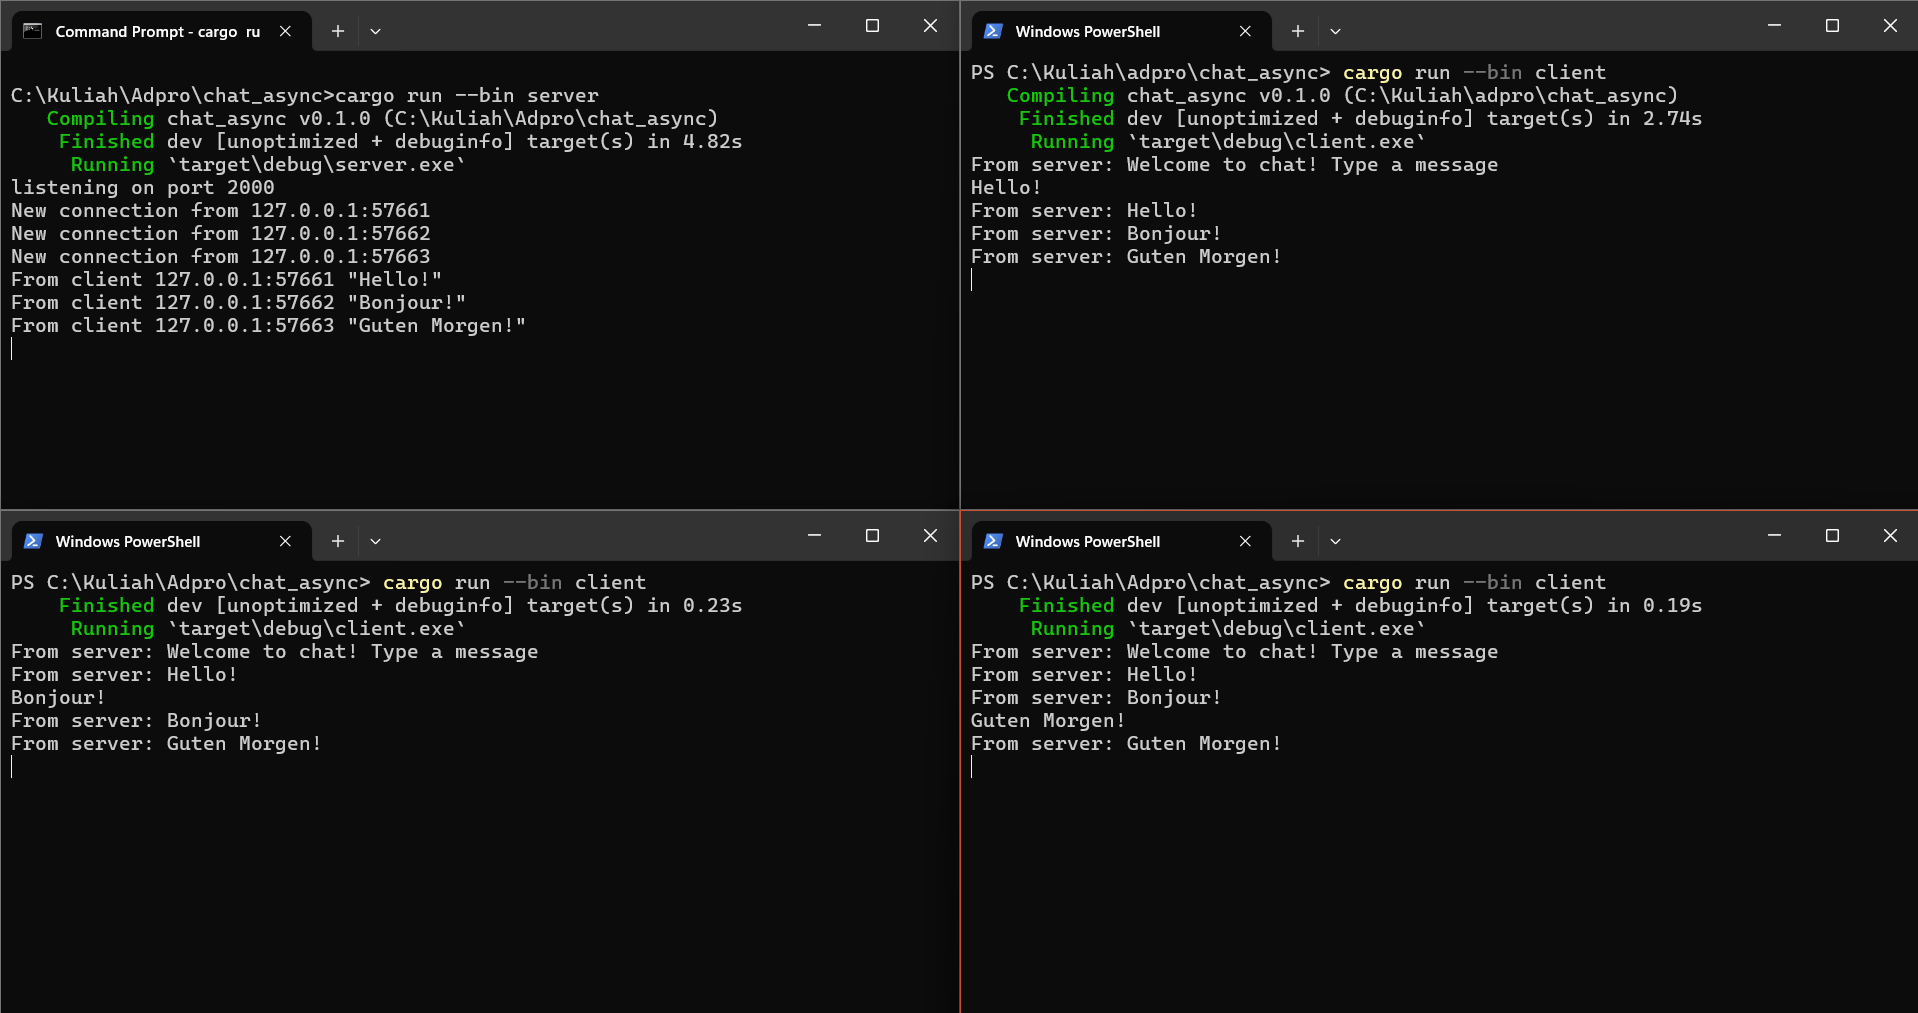 Command Prompt - cargo  ru
C:\Kuliah\Adpro\chat_async>cargo run --bin server
   Compiling chat_async v0.1.0 (C:\Kuliah\Adpro\chat_async)
    Finished dev [unoptimized + debuginfo] target(s) in 4.82s
     Running `target\debug\server.exe`
listening on port 2000
New connection from 127.0.0.1:57661
New connection from 127.0.0.1:57662
New connection from 127.0.0.1:57663
From client 127.0.0.1:57661 "Hello!"
From client 127.0.0.1:57662 "Bonjour!"
From client 127.0.0.1:57663 "Guten Morgen!"
Windows PowerShell
PS C:\Kuliah\adpro\chat_async> cargo run --bin client
   Compiling chat_async v0.1.0 (C:\Kuliah\adpro\chat_async)
    Finished dev [unoptimized + debuginfo] target(s) in 2.74s
     Running `target\debug\client.exe`
From server: Welcome to chat! Type a message
Hello!
From server: Hello!
From server: Bonjour!
From server: Guten Morgen!
Windows PowerShell
PS C:\Kuliah\Adpro\chat_async> cargo run --bin client
    Finished dev [unoptimized + debuginfo] target(s) in 0.23s
     Running `target\debug\client.exe`
From server: Welcome to chat! Type a message
From server: Hello!
Bonjour!
From server: Bonjour!
From server: Guten Morgen!
Windows PowerShell
PS C:\Kuliah\Adpro\chat_async> cargo run --bin client
    Finished dev [unoptimized + debuginfo] target(s) in 0.19s
     Running `target\debug\client.exe`
From server: Welcome to chat! Type a message
From server: Hello!
From server: Bonjour!
Guten Morgen!
From server: Guten Morgen!